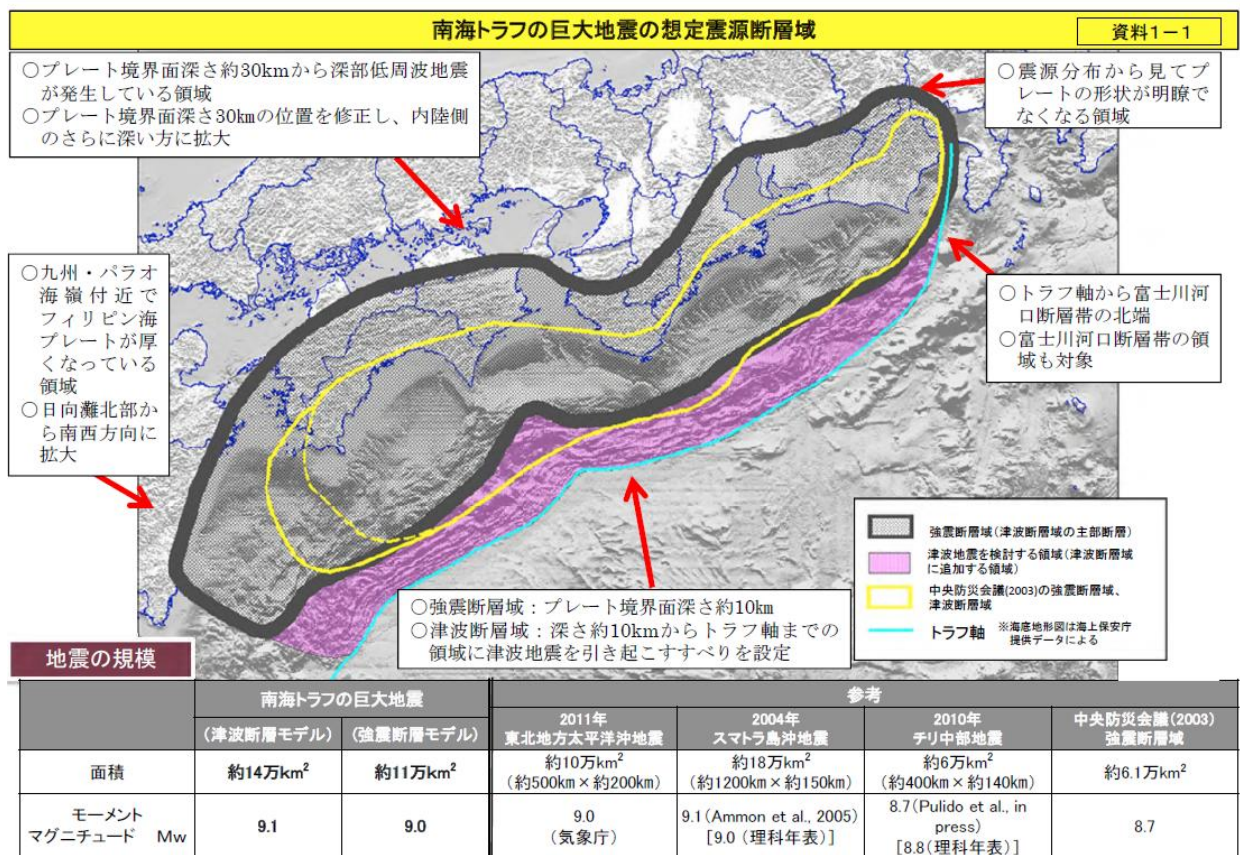 南海トラフの巨大地震の想定震源断層域
資料1-1
○プレート境界面深さ約30kmから深部低周波地震
が発生している領域
○プレート境界面深さ30kmの位置を修正し、内陸側
のさらに深い方に拡大
○震源分布から見てプ
レートの形状が明瞭で
なくなる領域
○九州・パラオ
海嶺付近で
フィリピン海
プレートが厚
くなっている
領域
○日向灘北部か
ら南西方向に
拡大
○トラフ軸から富士川河
口断層帯の北端
○富士川河口断層帯の領
域も対象
○強震断層域：プレート境界面深さ約10km
○津波断層域：深さ約10kmからトラフ軸までの
領域に津波地震を引き起こすすべりを設定
強震断層域(津波断層域の主部断層)
津波地震を検討する領域(津波断層域
に追加する領域)
中央防災会議(2003)の強震断層域、
津波断層域
トラフ軸 ※海底地形図は海上保安庁
提供データによる
地震の規模
南海トラフの巨大地震 参考
(津波断層モデル) (強震断層モデル) 2011年 東北地方太平洋沖地震 2004年 スマトラ島沖地震 2010年 チリ中部地震 中央防災会議(2003) 強震断層域
面積 約14万km² 約11万km² 約10万km² (約500km×約200km) 約18万km² (約1200km×約150km) 約6万km² (約400km×約140km) 約6.1万km²
モーメント マグニチュード Mw 9.1 9.0 9.0 (気象庁) 9.1(Ammon et al., 2005) [9.0 (理科年表)] 8.7(Pulido et al., in press) [8.8(理科年表)] 8.7